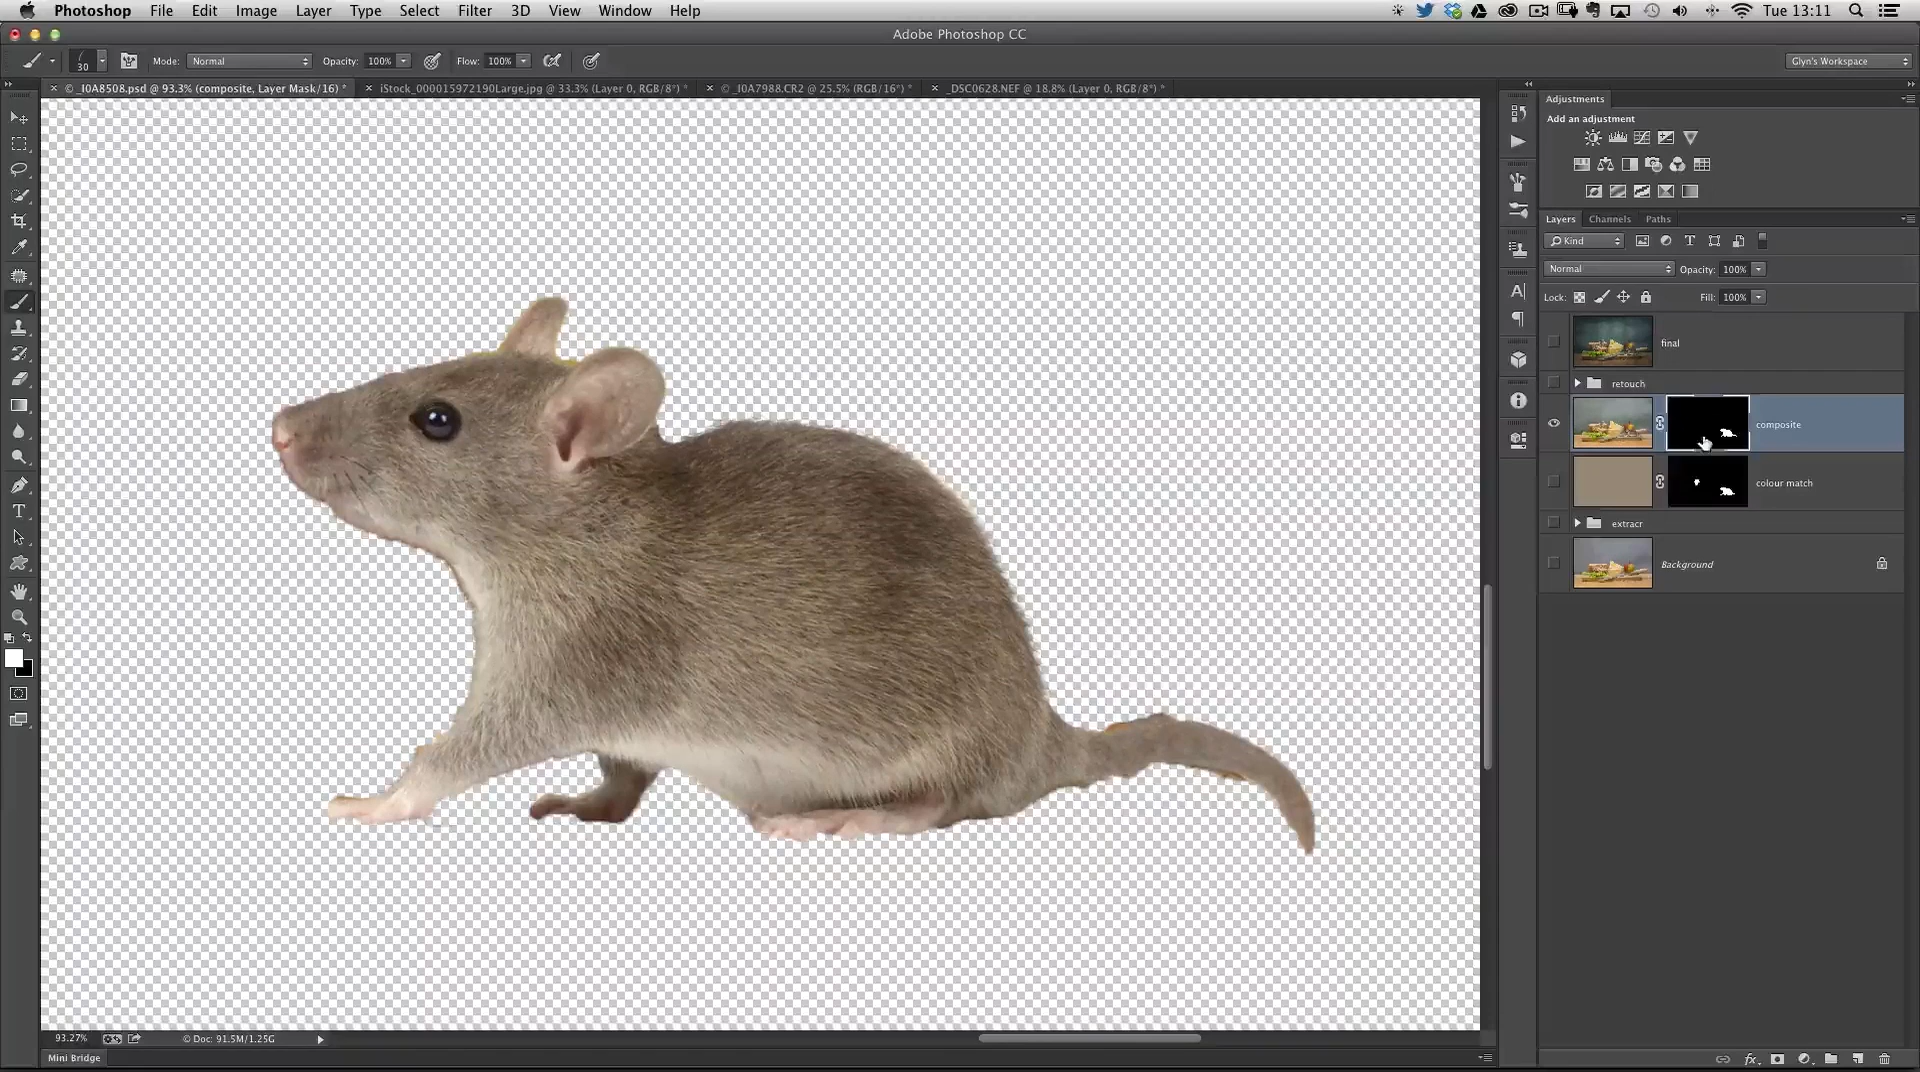 Photoshop File Edit Image Layer Type Select Filter 3D View Window Help Tue 13:11
Adobe Photoshop CC
30 Mode: Normal Opacity: 100% Flow: 100% Glyn's Workspace
© _I0A8508.psd @ 93.3% (composite, Layer Mask/16) * iStock_000015972190Large.jpg @ 33.3% (Layer 0, RGB/8*) * © _I0A7988.CR2 @ 25.5% (RGB/16*) * _DSC0628.NEF @ 18.8% (Layer 0, RGB/8*) *
Adjustments
Add an adjustment
Layers Channels Paths
Kind
Normal Opacity: 100%
Lock: Fill: 100%
final
retouch
composite
colour match
extracr
Background
93.27% © Doc: 91.5M/1.25G
Mini Bridge